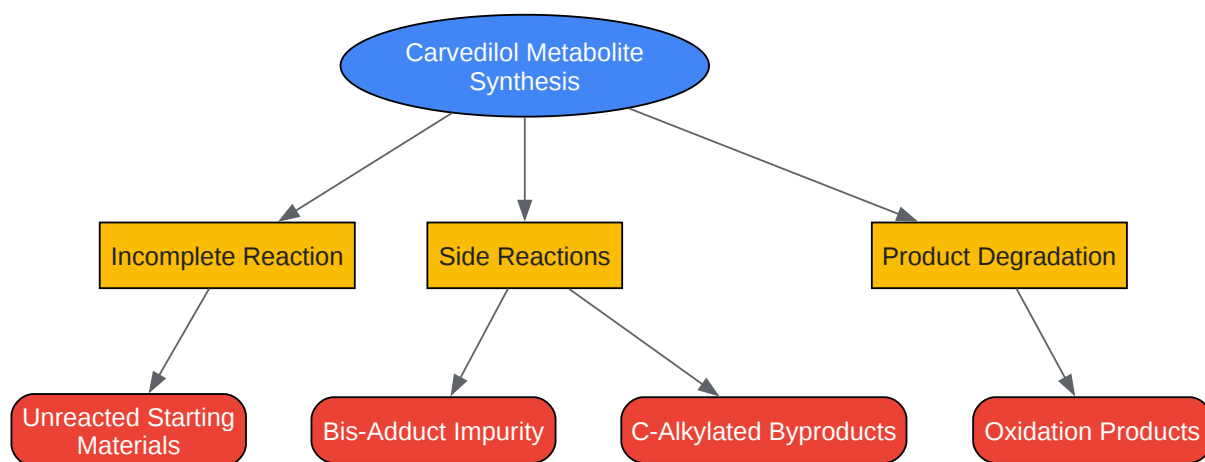 Carvedilol Metabolite
Synthesis
Incomplete Reaction
Side Reactions
Product Degradation
Unreacted Starting
Materials
Bis-Adduct Impurity
C-Alkylated Byproducts
Oxidation Products